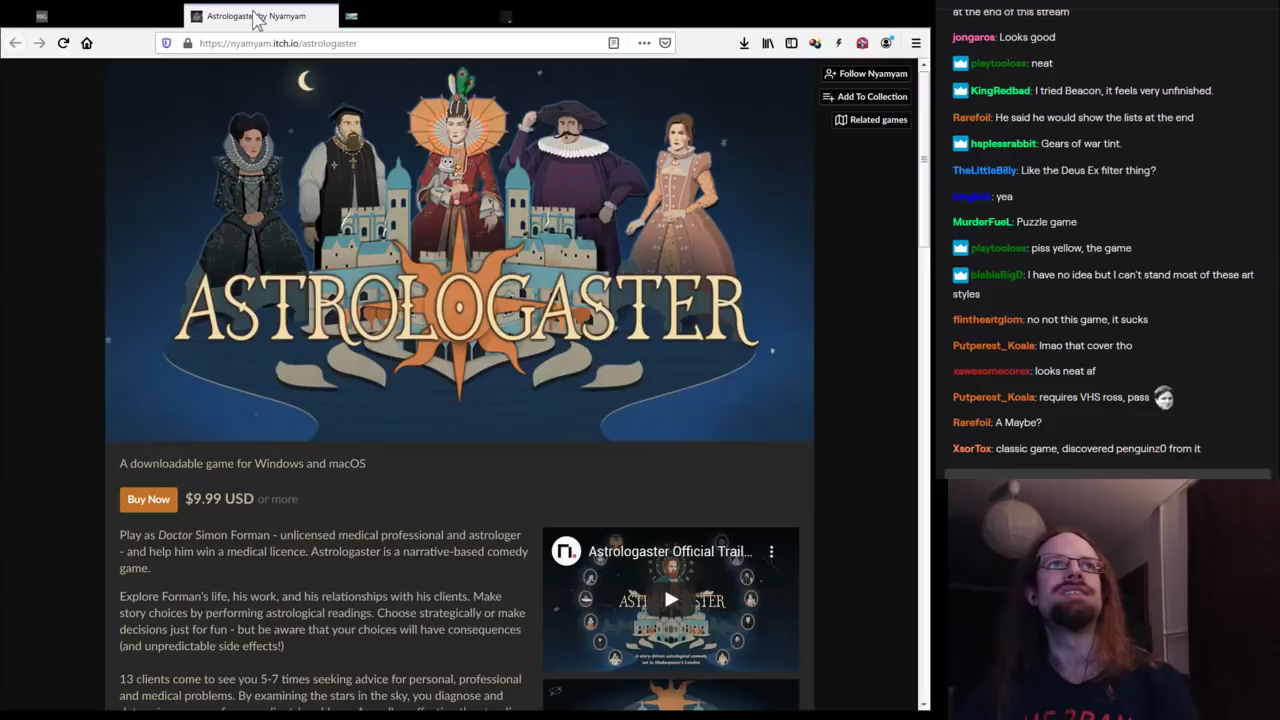 Astrologaster by Nyamyam
https://nyamyam.itch.io/astrologaster
Follow Nyamyam
Add To Collection
Related games
ASTROLOGASTER
A downloadable game for Windows and macOS
Buy Now $9.99 USD or more
Play as Doctor Simon Forman - unlicensed medical professional and astrologer
- and help him win a medical licence. Astrologaster is a narrative-based comedy
game.
Explore Forman's life, his work, and his relationships with his clients. Make
story choices by performing astrological readings. Choose strategically or make
decisions just for fun - but be aware that your choices will have consequences
(and unpredictable side effects!)
13 clients come to see you 5-7 times seeking advice for personal, professional
and medical problems. By examining the stars in the sky, you diagnose and
Astrologaster Official Trail...
ASTROLOGASTER
A story-driven astrological comedy
set in Shakespeare's London
at the end of this stream
jongaros: Looks good
playtoolose: neat
KingRedbad: I tried Beacon, it feels very unfinished.
Rarefoil: He said he would show the lists at the end
haplessrabbit: Gears of war tint.
TheLittleBilly: Like the Deus Ex filter thing?
yea
MurderFueL: Puzzle game
playtoolose: piss yellow, the game
blabiaBigD: I have no idea but I can't stand most of these art
styles
flintheartglom: no not this game, it sucks
Putperest_Koala: lmao that cover tho
xawesomecorex: looks neat af
Putperest_Koala: requires VHS ross, pass
Rarefoil: A Maybe?
XsorTox: classic game, discovered penguinz0 from it